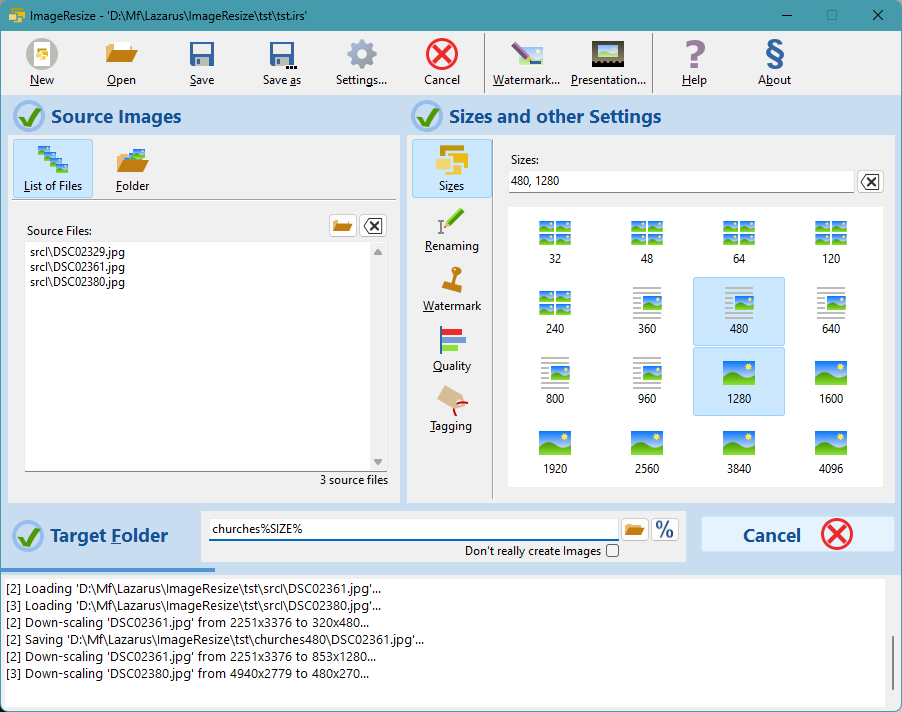 ImageResize - 'D:\Mf\Lazarus\ImageResize\tst\tst.irs'
New Open Save Save as Settings... Cancel Watermark... Presentation... Help About
Source Images
List of Files Folder
Source Files:
srcl\DSC02329.jpg
srcl\DSC02361.jpg
srcl\DSC02380.jpg
3 source files
Sizes and other Settings
Sizes
Renaming
Watermark
Quality
Tagging
Sizes:
480, 1280
32 48 64 120
240 360 480 640
800 960 1280 1600
1920 2560 3840 4096
Target Folder
churches%SIZE%
%
Don't really create Images
Cancel
[2] Loading 'D:\Mf\Lazarus\ImageResize\tst\srcl\DSC02361.jpg'...
[3] Loading 'D:\Mf\Lazarus\ImageResize\tst\srcl\DSC02380.jpg'...
[2] Down-scaling 'DSC02361.jpg' from 2251x3376 to 320x480...
[2] Saving 'D:\Mf\Lazarus\ImageResize\tst\churches480\DSC02361.jpg'...
[2] Down-scaling 'DSC02361.jpg' from 2251x3376 to 853x1280...
[3] Down-scaling 'DSC02380.jpg' from 4940x2779 to 480x270...